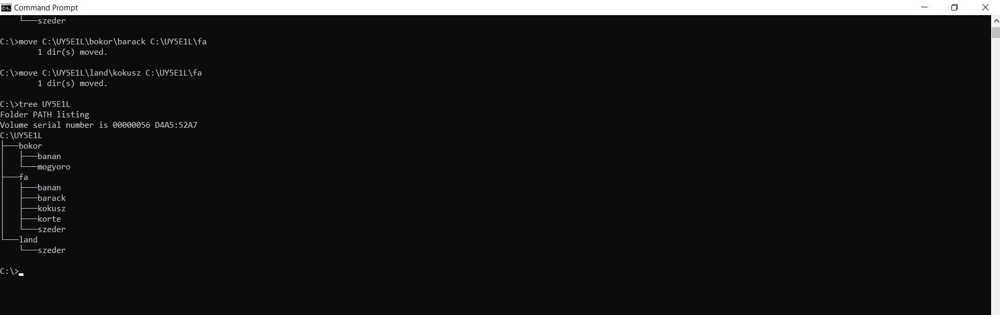 Command Prompt
└───szeder
C:\>move C:\UY5E1L\bokor\barack C:\UY5E1L\fa
        1 dir(s) moved.
C:\>move C:\UY5E1L\land\kokusz C:\UY5E1L\fa
        1 dir(s) moved.
C:\>tree UY5E1L
Folder PATH listing
Volume serial number is 00000056 D4A5:52A7
C:\UY5E1L
├───bokor
│   ├───banan
│   └───mogyoro
├───fa
│   ├───banan
│   ├───barack
│   ├───kokusz
│   ├───korte
│   └───szeder
└───land
    └───szeder
C:\>